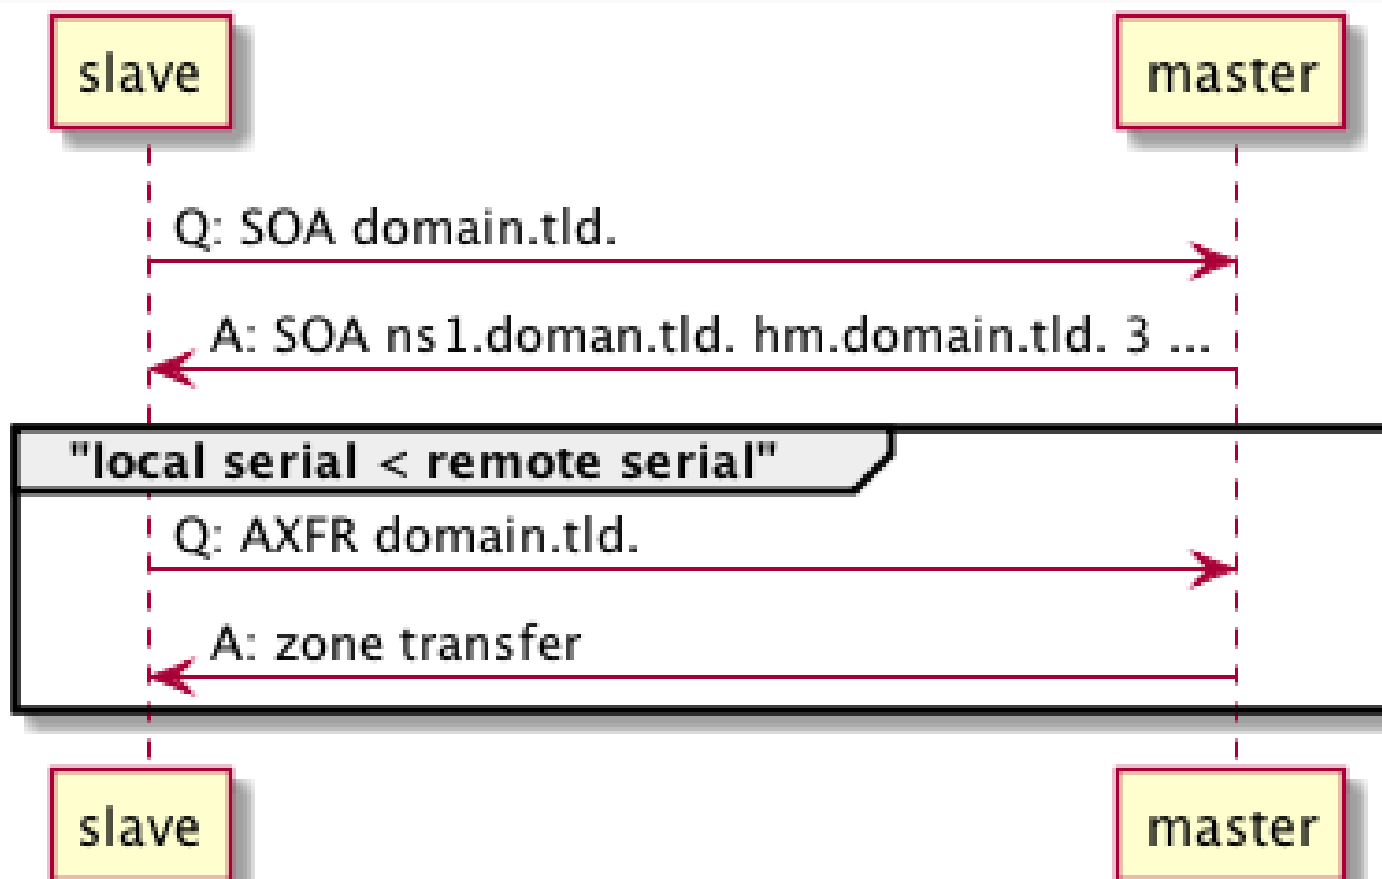 slave
master
Q: SOA domain.tld.
A: SOA ns1.doman.tld. hm.domain.tld. 3 ...
"local serial < remote serial"
Q: AXFR domain.tld.
A: zone transfer
slave
master